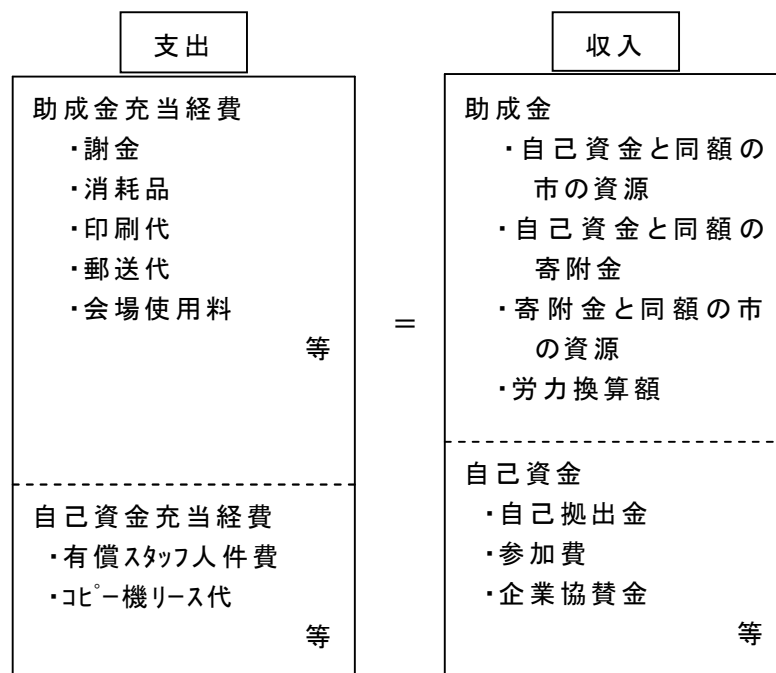 支出
助成金充当経費
・謝金
・消耗品
・印刷代
・郵送代
・会場使用料
等
自己資金充当経費
・有償ｽﾀｯﾌ人件費
・ｺﾋﾟｰ機ﾘｰｽ代
等
＝
収入
助成金
・自己資金と同額の
市の資源
・自己資金と同額の
寄附金
・寄附金と同額の市
の資源
・労力換算額
自己資金
・自己拠出金
・参加費
・企業協賛金
等